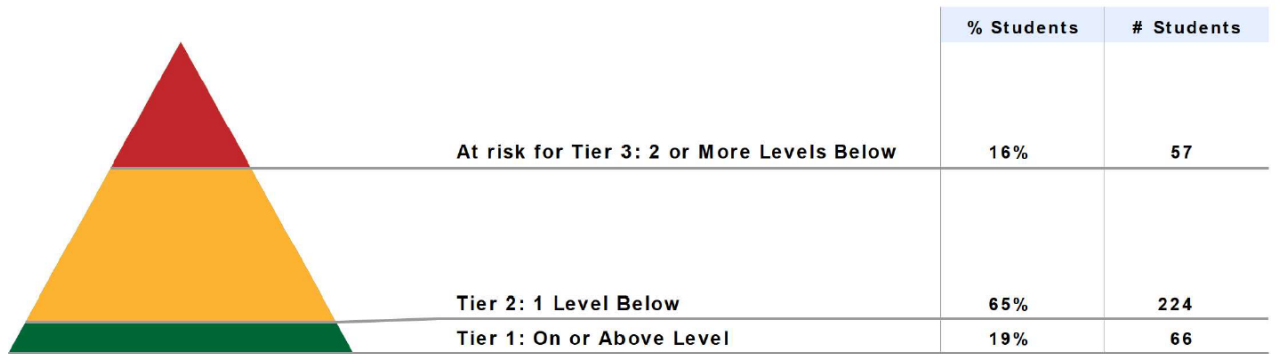 % Students # Students
At risk for Tier 3: 2 or More Levels Below 16% 57
Tier 2: 1 Level Below 65% 224
Tier 1: On or Above Level 19% 66